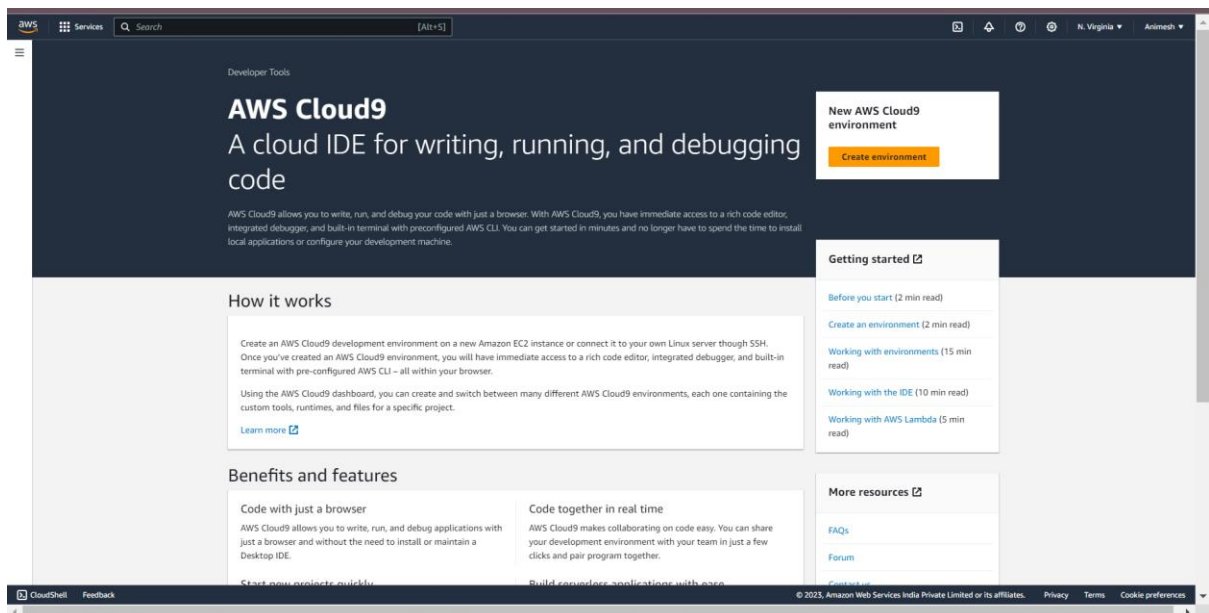 aws
Services
Search
[Alt+S]
N. Virginia
Animesh
Developer Tools
AWS Cloud9
A cloud IDE for writing, running, and debugging
code
AWS Cloud9 allows you to write, run, and debug your code with just a browser. With AWS Cloud9, you have immediate access to a rich code editor,
integrated debugger, and built-in terminal with preconfigured AWS CLI. You can get started in minutes and no longer have to spend the time to install
local applications or configure your development machine.
New AWS Cloud9
environment
Create environment
How it works
Create an AWS Cloud9 development environment on a new Amazon EC2 instance or connect it to your own Linux server though SSH.
Once you've created an AWS Cloud9 environment, you will have immediate access to a rich code editor, integrated debugger, and built-in
terminal with pre-configured AWS CLI – all within your browser.
Using the AWS Cloud9 dashboard, you can create and switch between many different AWS Cloud9 environments, each one containing the
custom tools, runtimes, and files for a specific project.
Learn more
Getting started
Before you start (2 min read)
Create an environment (2 min read)
Working with environments (15 min
read)
Working with the IDE (10 min read)
Working with AWS Lambda (5 min
read)
Benefits and features
Code with just a browser
AWS Cloud9 allows you to write, run, and debug applications with
just a browser and without the need to install or maintain a
Desktop IDE.
Start new projects quickly
Code together in real time
AWS Cloud9 makes collaborating on code easy. You can share
your development environment with your team in just a few
clicks and pair program together.
Build serverless applications with ease
More resources
FAQs
Forum
Contact us
CloudShell
Feedback
© 2023, Amazon Web Services India Private Limited or its affiliates.
Privacy
Terms
Cookie preferences